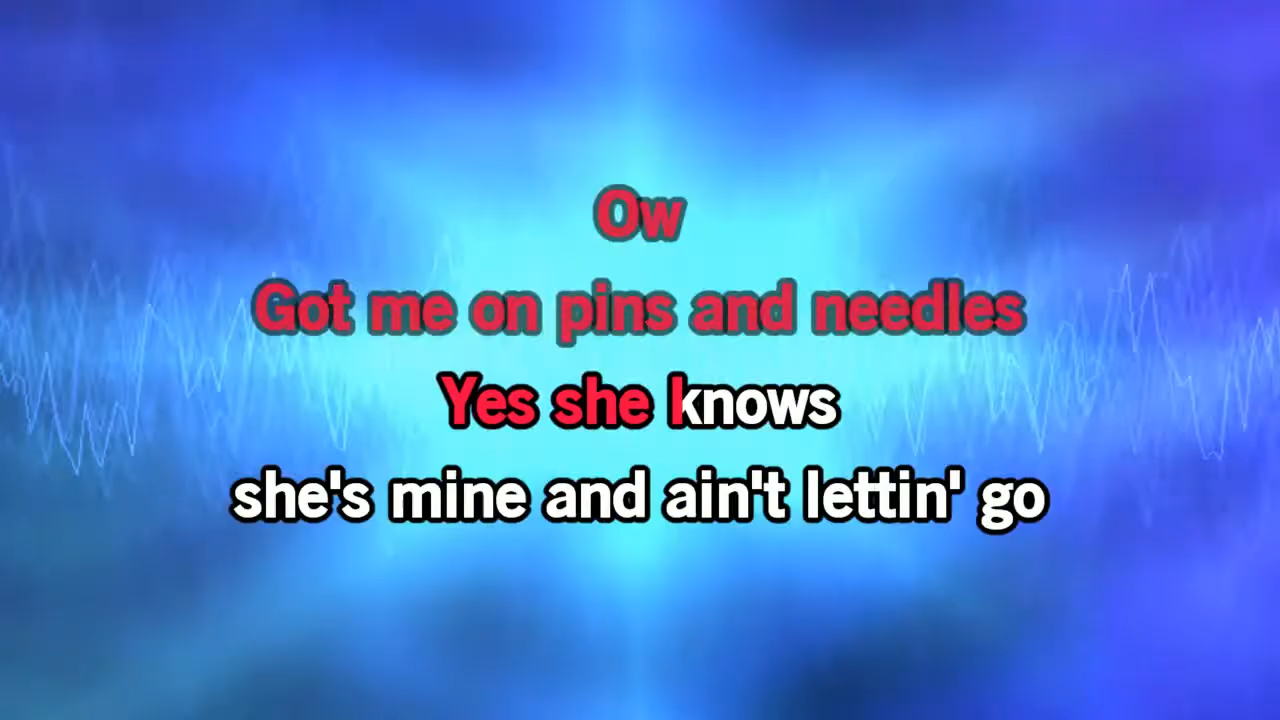 Ow
Got me on pins and needles
Yes she knows
she's mine and ain't lettin' go